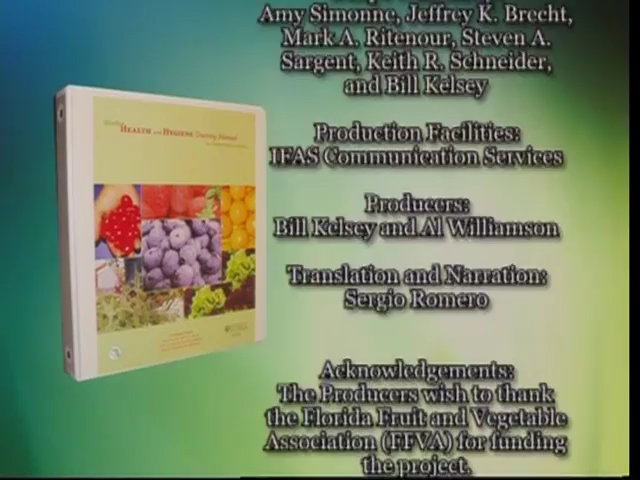 Amy Simonne, Jeffrey K. Brecht,
Mark A. Ritenour, Steven A.
Sargent, Keith R. Schneider,
and Bill Kelsey
Production Facilities:
IFAS Communication Services
Producers:
Bill Kelsey and Al Williamson
Translation and Narration:
Sergio Romero
Acknowledgements:
The Producers wish to thank
the Florida Fruit and Vegetable
Association (FFVA) for funding
the project.
HEALTH AND HYGIENE Training Manual